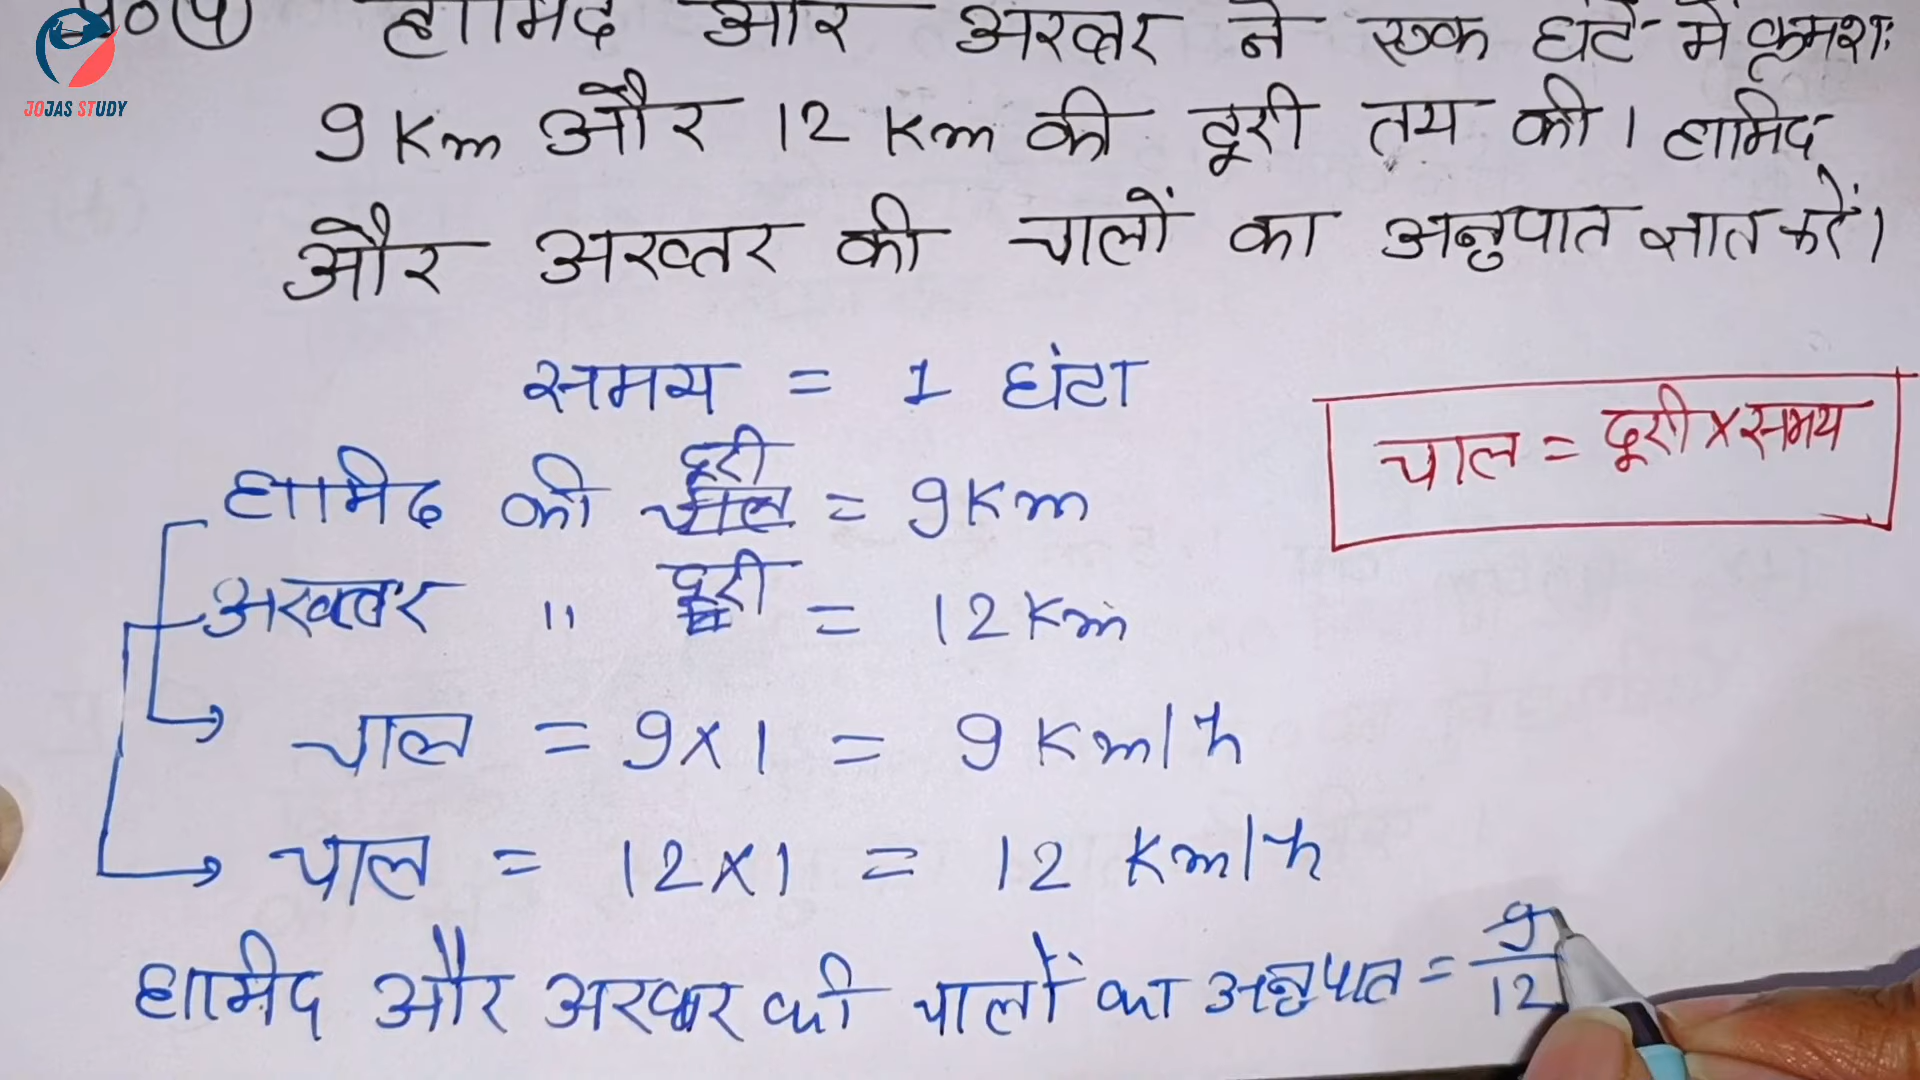 प्र०५ हामिद और अख्तर ने एक घंटे में क्रमशः
JOJAS STUDY
9 Km और 12 Km की दूरी तय की। हामिद
और अख्तर की चालों का अनुपात ज्ञात करें।
समय = 1 घंटा
चाल = दूरी × समय
दूरी
हामिद की चाल = 9 Km
दूरी
अख्तर " = 12 Km
चाल = 9 × 1 = 9 Km/h
चाल = 12 × 1 = 12 Km/h
हामिद और अख्तर की चालों का अनुपात = 9/12